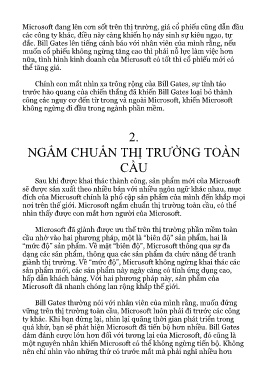 Microsoft đang lên cơn sốt trên thị trường, giá cổ phiếu cũng dẫn đầu
các công ty khác, điều này càng khiến họ nảy sinh sự kiêu ngạo, tự
đắc. Bill Gates lên tiếng cảnh báo với nhân viên của mình rằng, nếu
muốn cổ phiếu không ngừng tăng cao thì phải nỗ lực làm việc hơn
nữa, tình hình kinh doanh của Microsoft có tốt thì cổ phiếu mới có
thể tăng giá.
Chính con mắt nhìn xa trông rộng của Bill Gates, sự tỉnh táo
trước hào quang của chiến thắng đã khiến Bill Gates loại bỏ thành
công các nguy cơ đến từ trong và ngoài Microsoft, khiến Microsoft
không ngừng đi đầu trong ngành phần mềm.
2.
NGẮM CHUẨN THỊ TRƯỜNG TOÀN
CẦU
Sau khi được khai thác thành công, sản phẩm mới của Microsoft
sẽ được sản xuất theo nhiều bản với nhiều ngôn ngữ khác nhau, mục
đích của Microsoft chính là phổ cập sản phẩm của mình đến khắp mọi
nơi trên thế giới. Microsoft ngắm chuẩn thị trường toàn cầu, có thể
nhìn thấy được con mắt hơn người của Microsoft.
Microsoft đã giành được ưu thế trên thị trường phần mềm toàn
cầu nhờ vào hai phương pháp, một là “biên độ” sản phẩm, hai là
“mức độ” sản phẩm. Về mặt “biên độ”, Microsoft thông qua sự đa
dạng các sản phẩm, thông qua các sản phẩm đa chức năng để tranh
giành thị trường. Về “mức độ”, Micrcosoft không ngừng khai thác các
sản phẩm mới, các sản phẩm này ngày càng có tính ứng dụng cao,
hấp dẫn khách hàng. Với hai phương pháp này, sản phẩm của
Microsoft đã nhanh chóng lan rộng khắp thế giới.
Bill Gates thường nói với nhân viên của mình rằng, muốn đứng
vững trên thị trường toàn cầu, Microsoft luôn phải đi trước các công
ty khác. Khi bạn dừng lại, nhìn lại quãng thời gian phát triển trong
quá khứ, bạn sẽ phát hiện Microsoft đã tiến bộ hơn nhiều. Bill Gates
dám đánh cược lớn hơn đối với tương lai của Microsoft, đó cũng là
một nguyên nhân khiến Microsoft có thể không ngừng tiến bộ. Không
nên chỉ nhìn vào những thứ có trước mắt mà phải nghĩ nhiều hơn